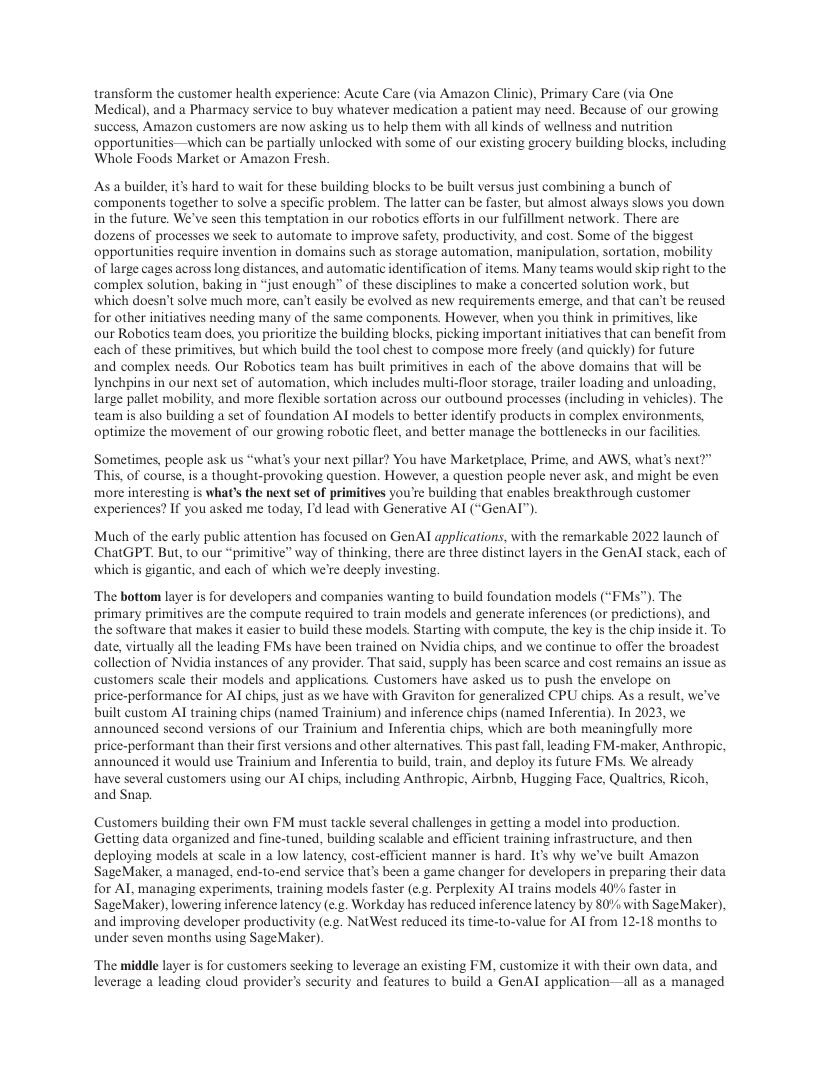 transform the customer health experience: Acute Care (via Amazon Clinic), Primary Care (via One
Medical), and a Pharmacy service to buy whatever medication a patient may need. Because of our growing
success, Amazon customers are now asking us to help them with all kinds of wellness and nutrition
opportunities—which can be partially unlocked with some of our existing grocery building blocks, including
Whole Foods Market or Amazon Fresh.
As a builder, it's hard to wait for these building blocks to be built versus just combining a bunch of
components together to solve a specific problem. The latter can be faster, but almost always slows you down
in the future. We've seen this temptation in our robotics efforts in our fulfillment network. There are
dozens of processes we seek to automate to improve safety, productivity, and cost. Some of the biggest
opportunities require invention in domains such as storage automation, manipulation, sortation, mobility
of large cages across long distances, and automatic identification of items. Many teams would skip right to the
complex solution, baking in “just enough” of these disciplines to make a concerted solution work, but
which doesn't solve much more, can't easily be evolved as new requirements emerge, and that can't be reused
for other initiatives needing many of the same components. However, when you think in primitives, like
our Robotics team does, you prioritize the building blocks, picking important initiatives that can benefit from
each of these primitives, but which build the tool chest to compose more freely (and quickly) for future
and complex needs. Our Robotics team has built primitives in each of the above domains that will be
lynchpins in our next set of automation, which includes multi-floor storage, trailer loading and unloading,
large pallet mobility, and more flexible sortation across our outbound processes (including in vehicles). The
team is also building a set of foundation AI models to better identify products in complex environments,
optimize the movement of our growing robotic fleet, and better manage the bottlenecks in our facilities.
Sometimes, people ask us “what's your next pillar? You have Marketplace, Prime, and AWS, what's next?”
This, of course, is a thought-provoking question. However, a question people never ask, and might be even
more interesting is what's the next set of primitives you're building that enables breakthrough customer
experiences? If you asked me today, I'd lead with Generative AI (“GenAI”).
Much of the early public attention has focused on GenAI applications, with the remarkable 2022 launch of
ChatGPT. But, to our “primitive” way of thinking, there are three distinct layers in the GenAI stack, each of
which is gigantic, and each of which we're deeply investing.
The bottom layer is for developers and companies wanting to build foundation models (“FMs”). The
primary primitives are the compute required to train models and generate inferences (or predictions), and
the software that makes it easier to build these models. Starting with compute, the key is the chip inside it. To
date, virtually all the leading FMs have been trained on Nvidia chips, and we continue to offer the broadest
collection of Nvidia instances of any provider. That said, supply has been scarce and cost remains an issue as
customers scale their models and applications. Customers have asked us to push the envelope on
price-performance for AI chips, just as we have with Graviton for generalized CPU chips. As a result, we've
built custom AI training chips (named Trainium) and inference chips (named Inferentia). In 2023, we
announced second versions of our Trainium and Inferentia chips, which are both meaningfully more
price-performant than their first versions and other alternatives. This past fall, leading FM-maker, Anthropic,
announced it would use Trainium and Inferentia to build, train, and deploy its future FMs. We already
have several customers using our AI chips, including Anthropic, Airbnb, Hugging Face, Qualtrics, Ricoh,
and Snap.
Customers building their own FM must tackle several challenges in getting a model into production.
Getting data organized and fine-tuned, building scalable and efficient training infrastructure, and then
deploying models at scale in a low latency, cost-efficient manner is hard. It's why we've built Amazon
SageMaker, a managed, end-to-end service that's been a game changer for developers in preparing their data
for AI, managing experiments, training models faster (e.g. Perplexity AI trains models 40% faster in
SageMaker), lowering inference latency (e.g. Workday has reduced inference latency by 80% with SageMaker),
and improving developer productivity (e.g. NatWest reduced its time-to-value for AI from 12-18 months to
under seven months using SageMaker).
The middle layer is for customers seeking to leverage an existing FM, customize it with their own data, and
leverage a leading cloud provider's security and features to build a GenAI application—all as a managed